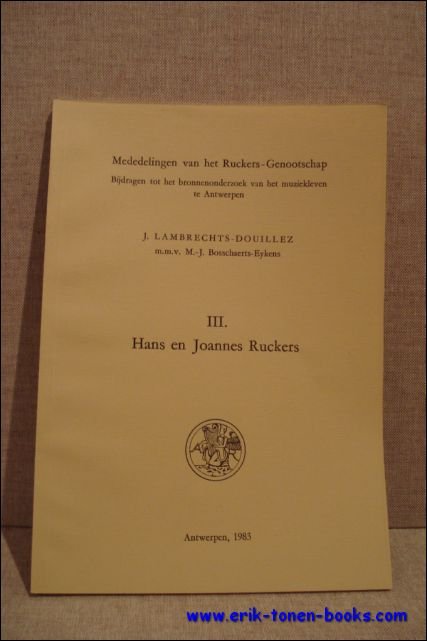 Mededelingen van het Ruckers-Genootschap
Bijdragen tot het bronnenonderzoek van het muziekleven
te Antwerpen
J. LAMBRECHTS-DOUILLEZ
m.m.v. M.-J. Bosschaerts-Eykens
III.
Hans en Joannes Ruckers
Antwerpen, 1983
www.erik-tonen-books.com